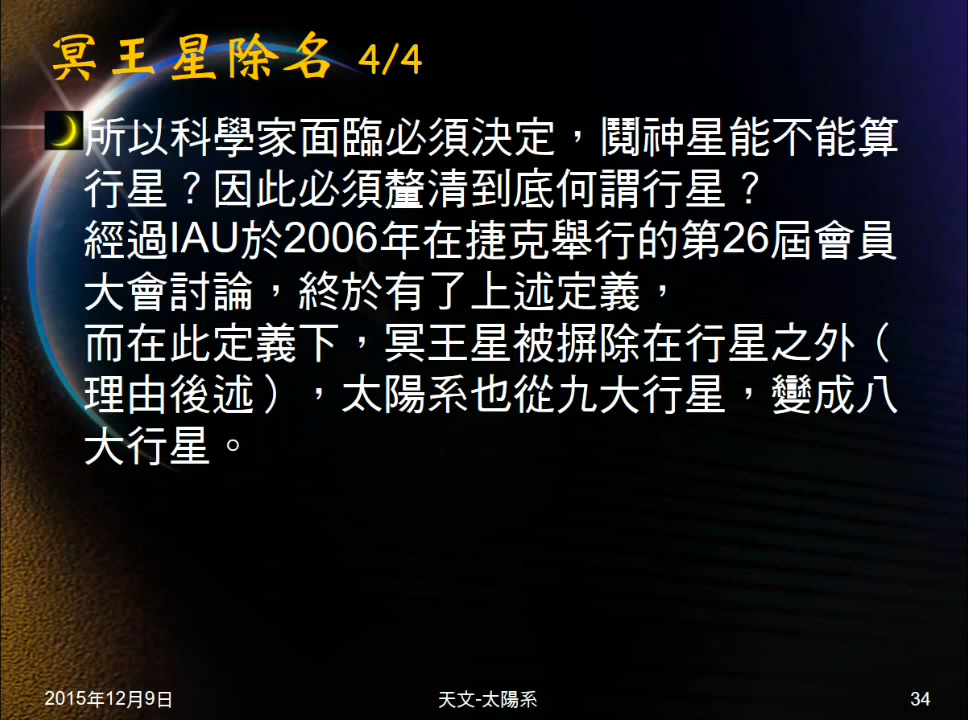 冥王星除名 4/4
所以科學家面臨必須決定，鬩神星能不能算
行星？因此必須釐清到底何謂行星？
經過IAU於2006年在捷克舉行的第26屆會員
大會討論，終於有了上述定義，
而在此定義下，冥王星被摒除在行星之外（
理由後述），太陽系也從九大行星，變成八
大行星。
2015年12月9日
天文-太陽系
34